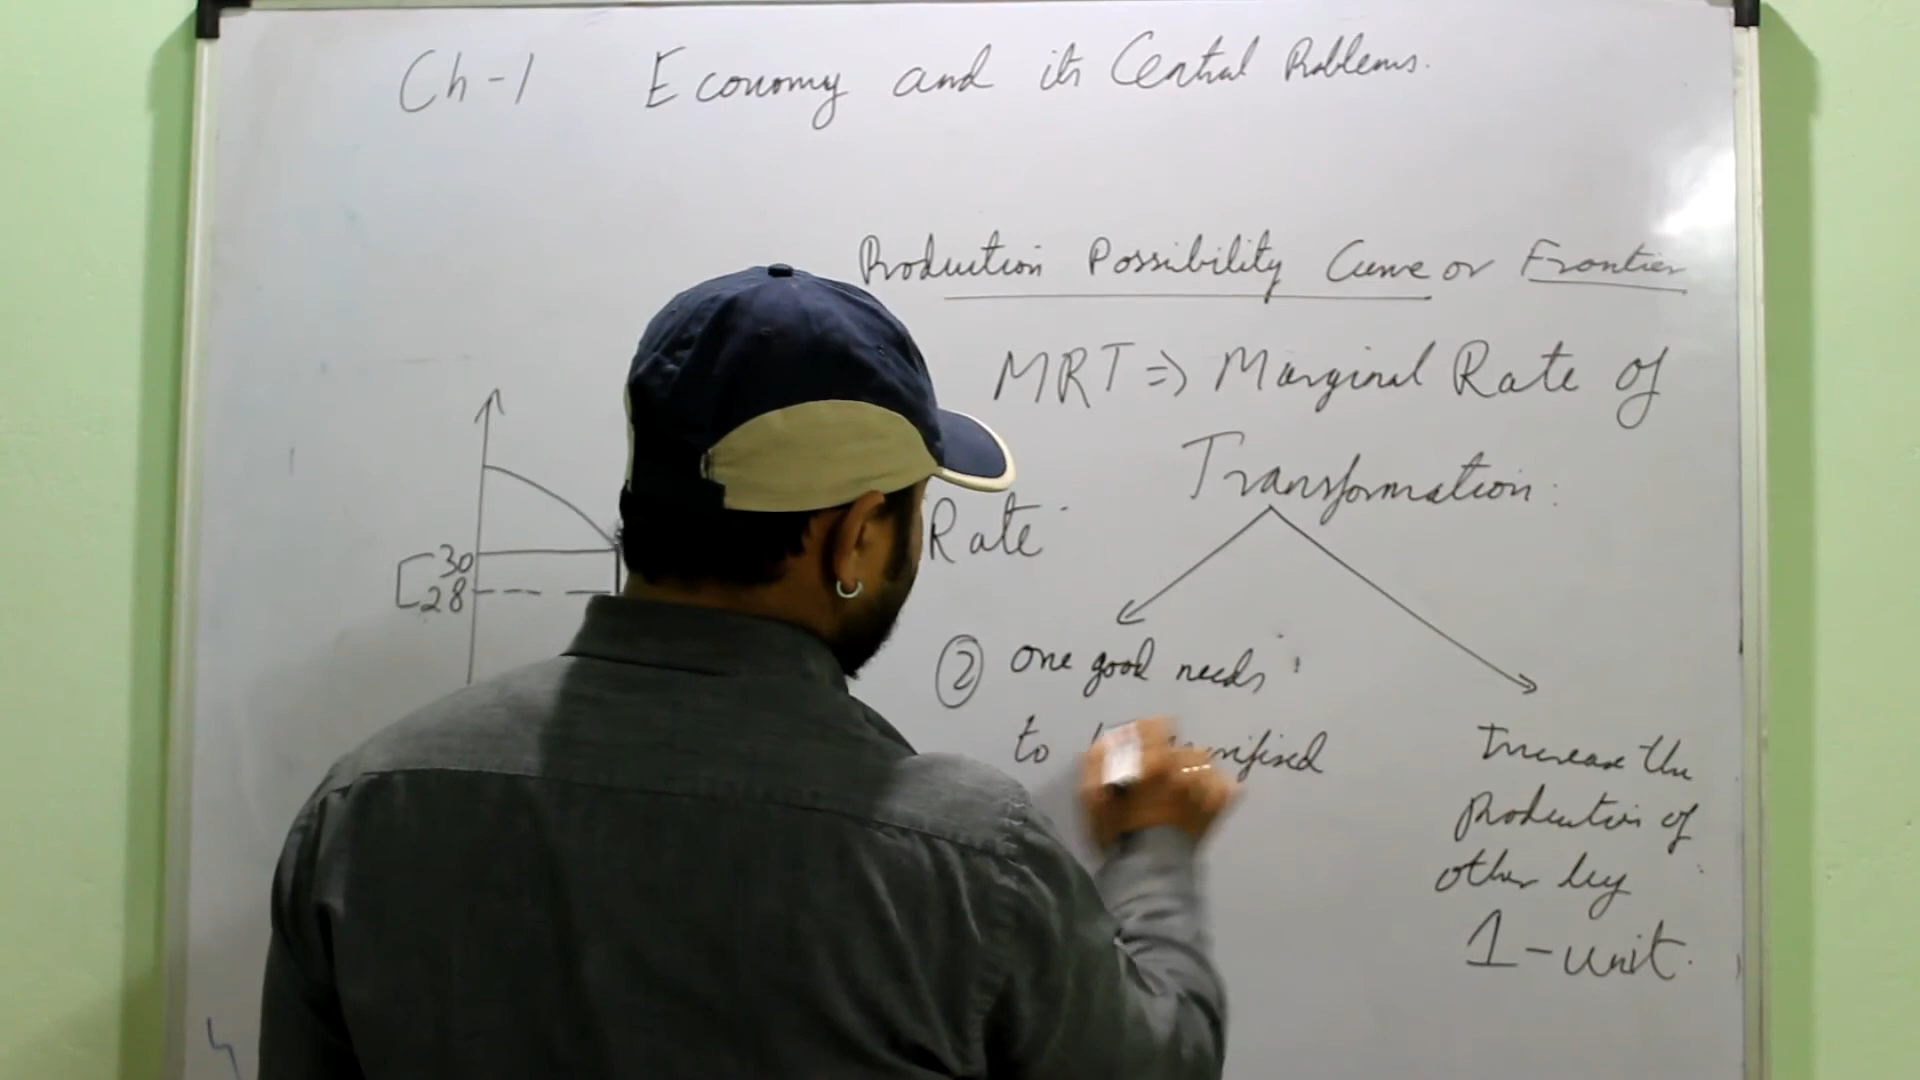 Ch-1 Economy and its Central Problems.
Production Possibility Curve or Frontier
MRT => Marginal Rate of
Transformation:
Rate
30
28
② one good needs
to
Increase the
Production of
other by
1-unit.